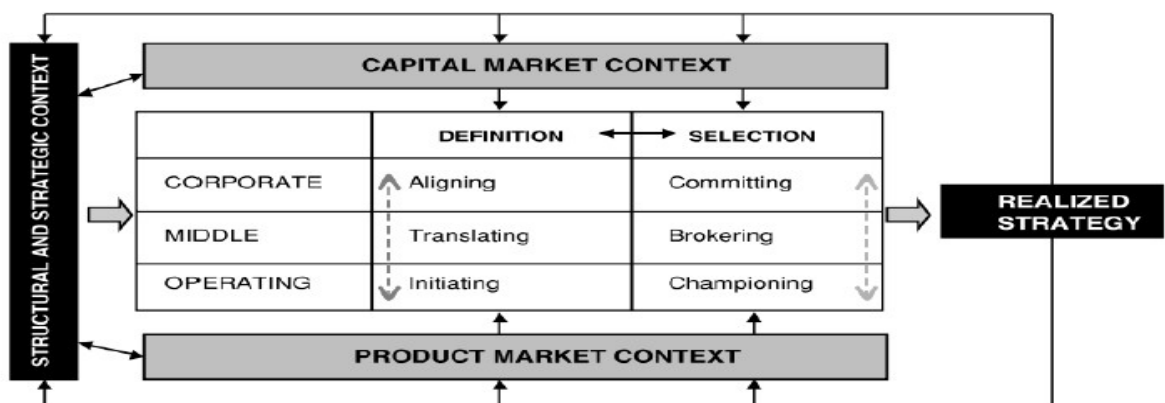 STRUCTURAL AND STRATEGIC CONTEXT
CAPITAL MARKET CONTEXT
DEFINITION SELECTION
CORPORATE Aligning Committing
MIDDLE Translating Brokering
OPERATING Initiating Championing
PRODUCT MARKET CONTEXT
REALIZED
STRATEGY